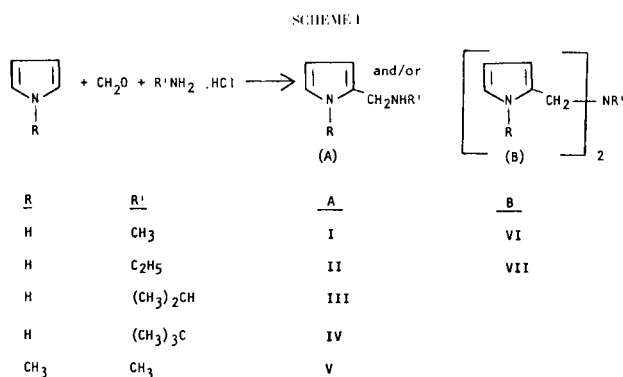 SCHEME I
+ CH2O + R'NH2 .HCl
and/or
N
R
N
R
CH2NHR'
N
R
CH2
NR'
2
(A)
(B)
R R' A B
H CH3 I VI
H C2H5 II VII
H (CH3)2CH III
H (CH3)3C IV
CH3 CH3 V